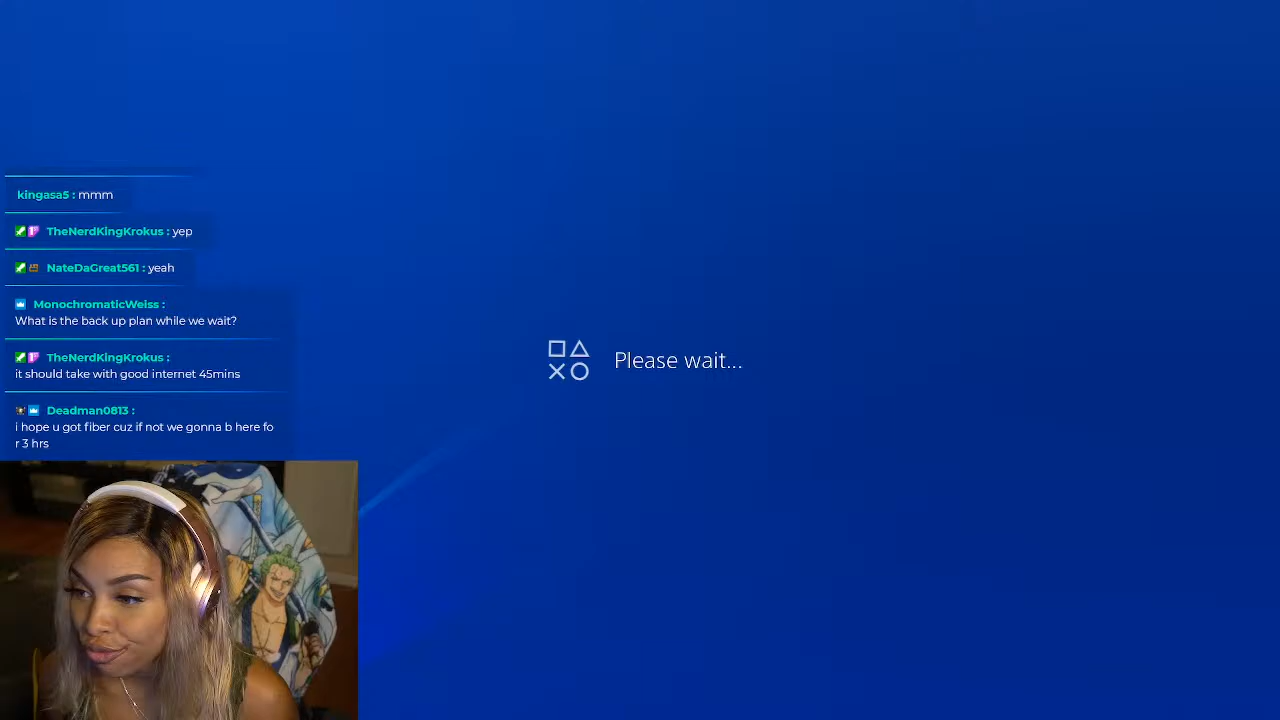 kingasa5 : mmm
TheNerdKingKrokus : yep
NateDaGreat561 : yeah
MonochromaticWeiss :
What is the back up plan while we wait?
TheNerdKingKrokus :
it should take with good internet 45mins
Deadman0813 :
i hope u got fiber cuz if not we gonna b here fo
r 3 hrs
Please wait...